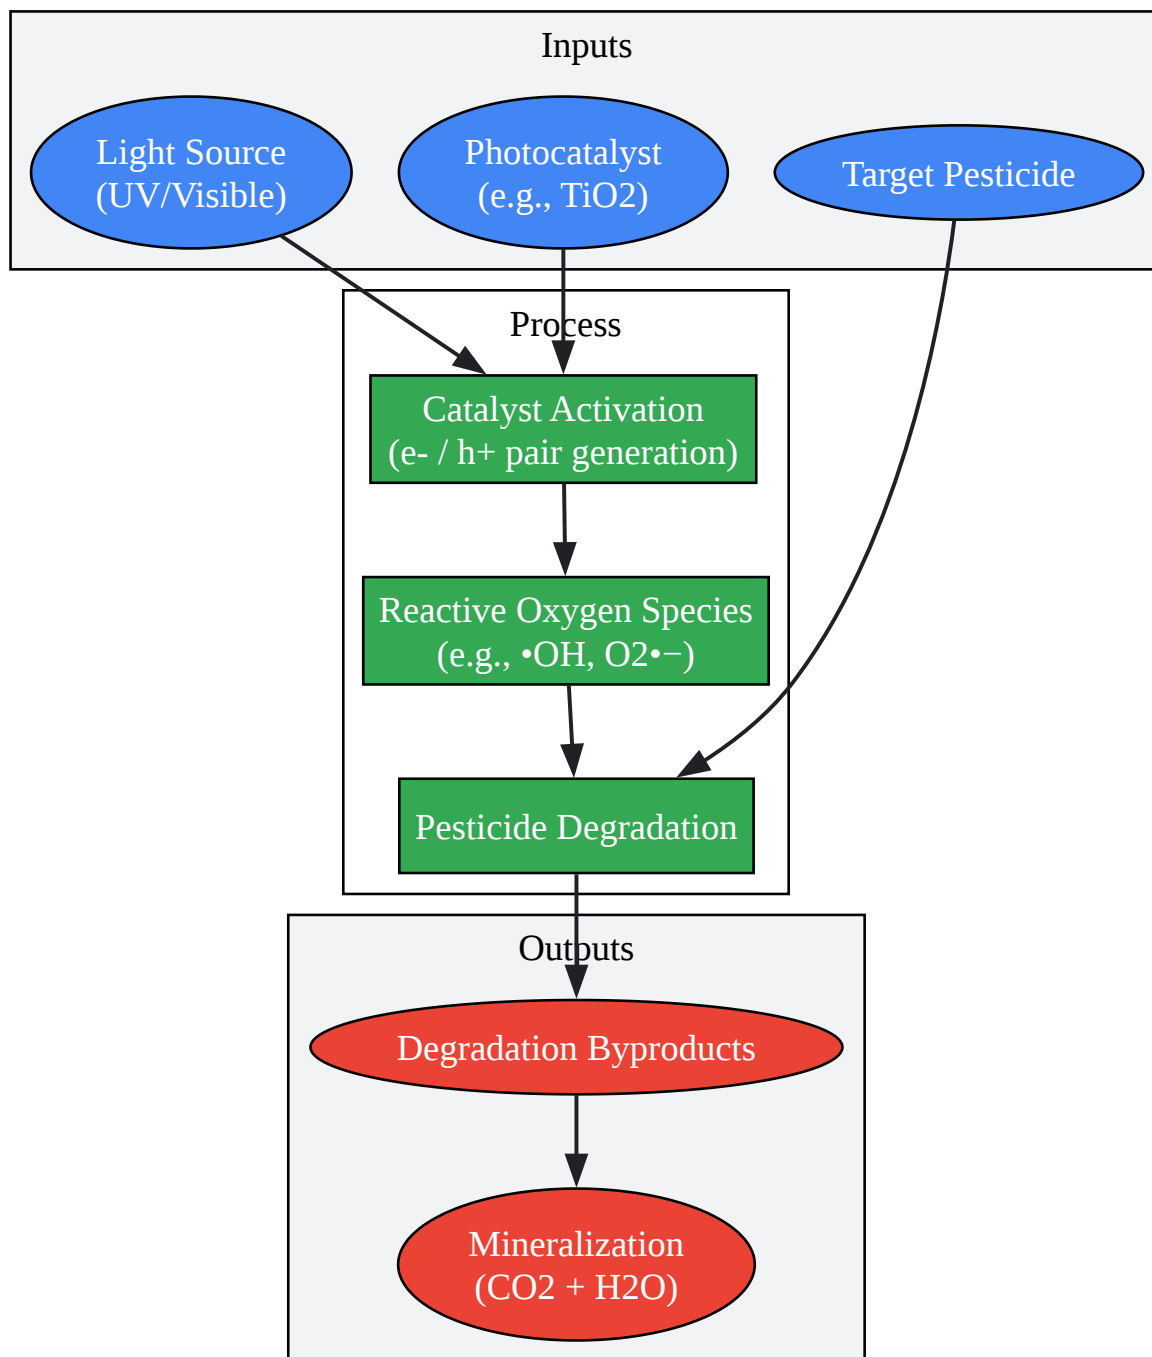 Inputs
Light Source
(UV/Visible)
Photocatalyst
(e.g., TiO2)
Target Pesticide
Process
Catalyst Activation
(e- / h+ pair generation)
Reactive Oxygen Species
(e.g., •OH, O2•−)
Pesticide Degradation
Outputs
Degradation Byproducts
Mineralization
(CO2 + H2O)